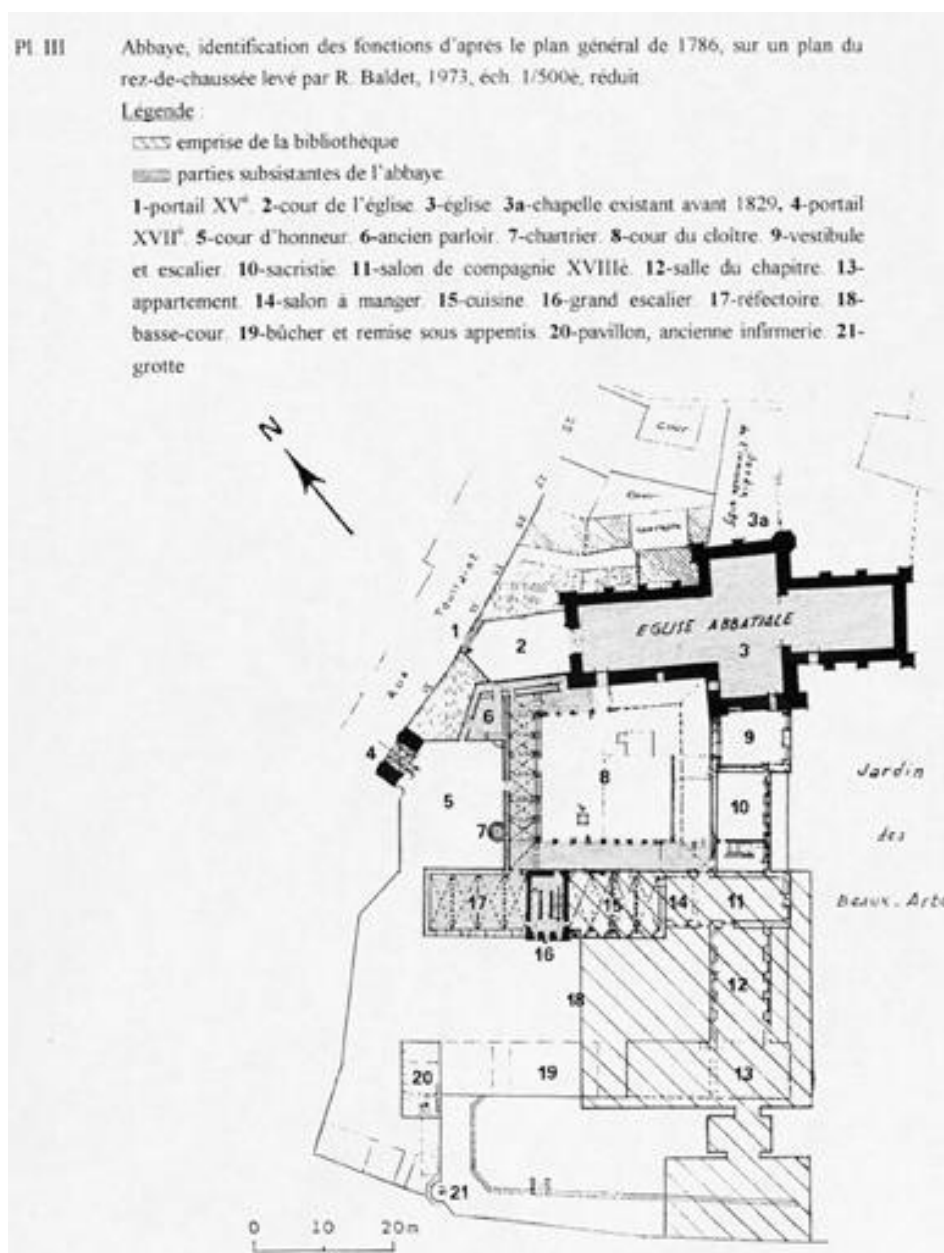 Pl. III Abbaye, identification des fonctions d'après le plan général de 1786, sur un plan du
rez-de-chaussée levé par R. Baldet, 1973, éch. 1/500è, réduit
Légende :
emprise de la bibliothèque
parties subsistantes de l'abbaye
1-portail XVè. 2-cour de l'église. 3-église. 3a-chapelle existant avant 1829. 4-portail
XVIIè. 5-cour d'honneur. 6-ancien parloir. 7-chartrier. 8-cour du cloître. 9-vestibule
et escalier. 10-sacristie. 11-salon de compagnie XVIIIè. 12-salle du chapitre. 13-
appartement. 14-salon à manger. 15-cuisine. 16-grand escalier. 17-réfectoire. 18-
basse-cour. 19-bûcher et remise sous appentis. 20-pavillon, ancienne infirmerie. 21-
grotte
N
Cour
3a
1
2
EGLISE ABBATIALE
3
Rue
6
4
9
5
8
Jardin
7
10
des
17
15
14
11
Beaux-Arts
16
12
18
20
19
13
21
0 10 20m